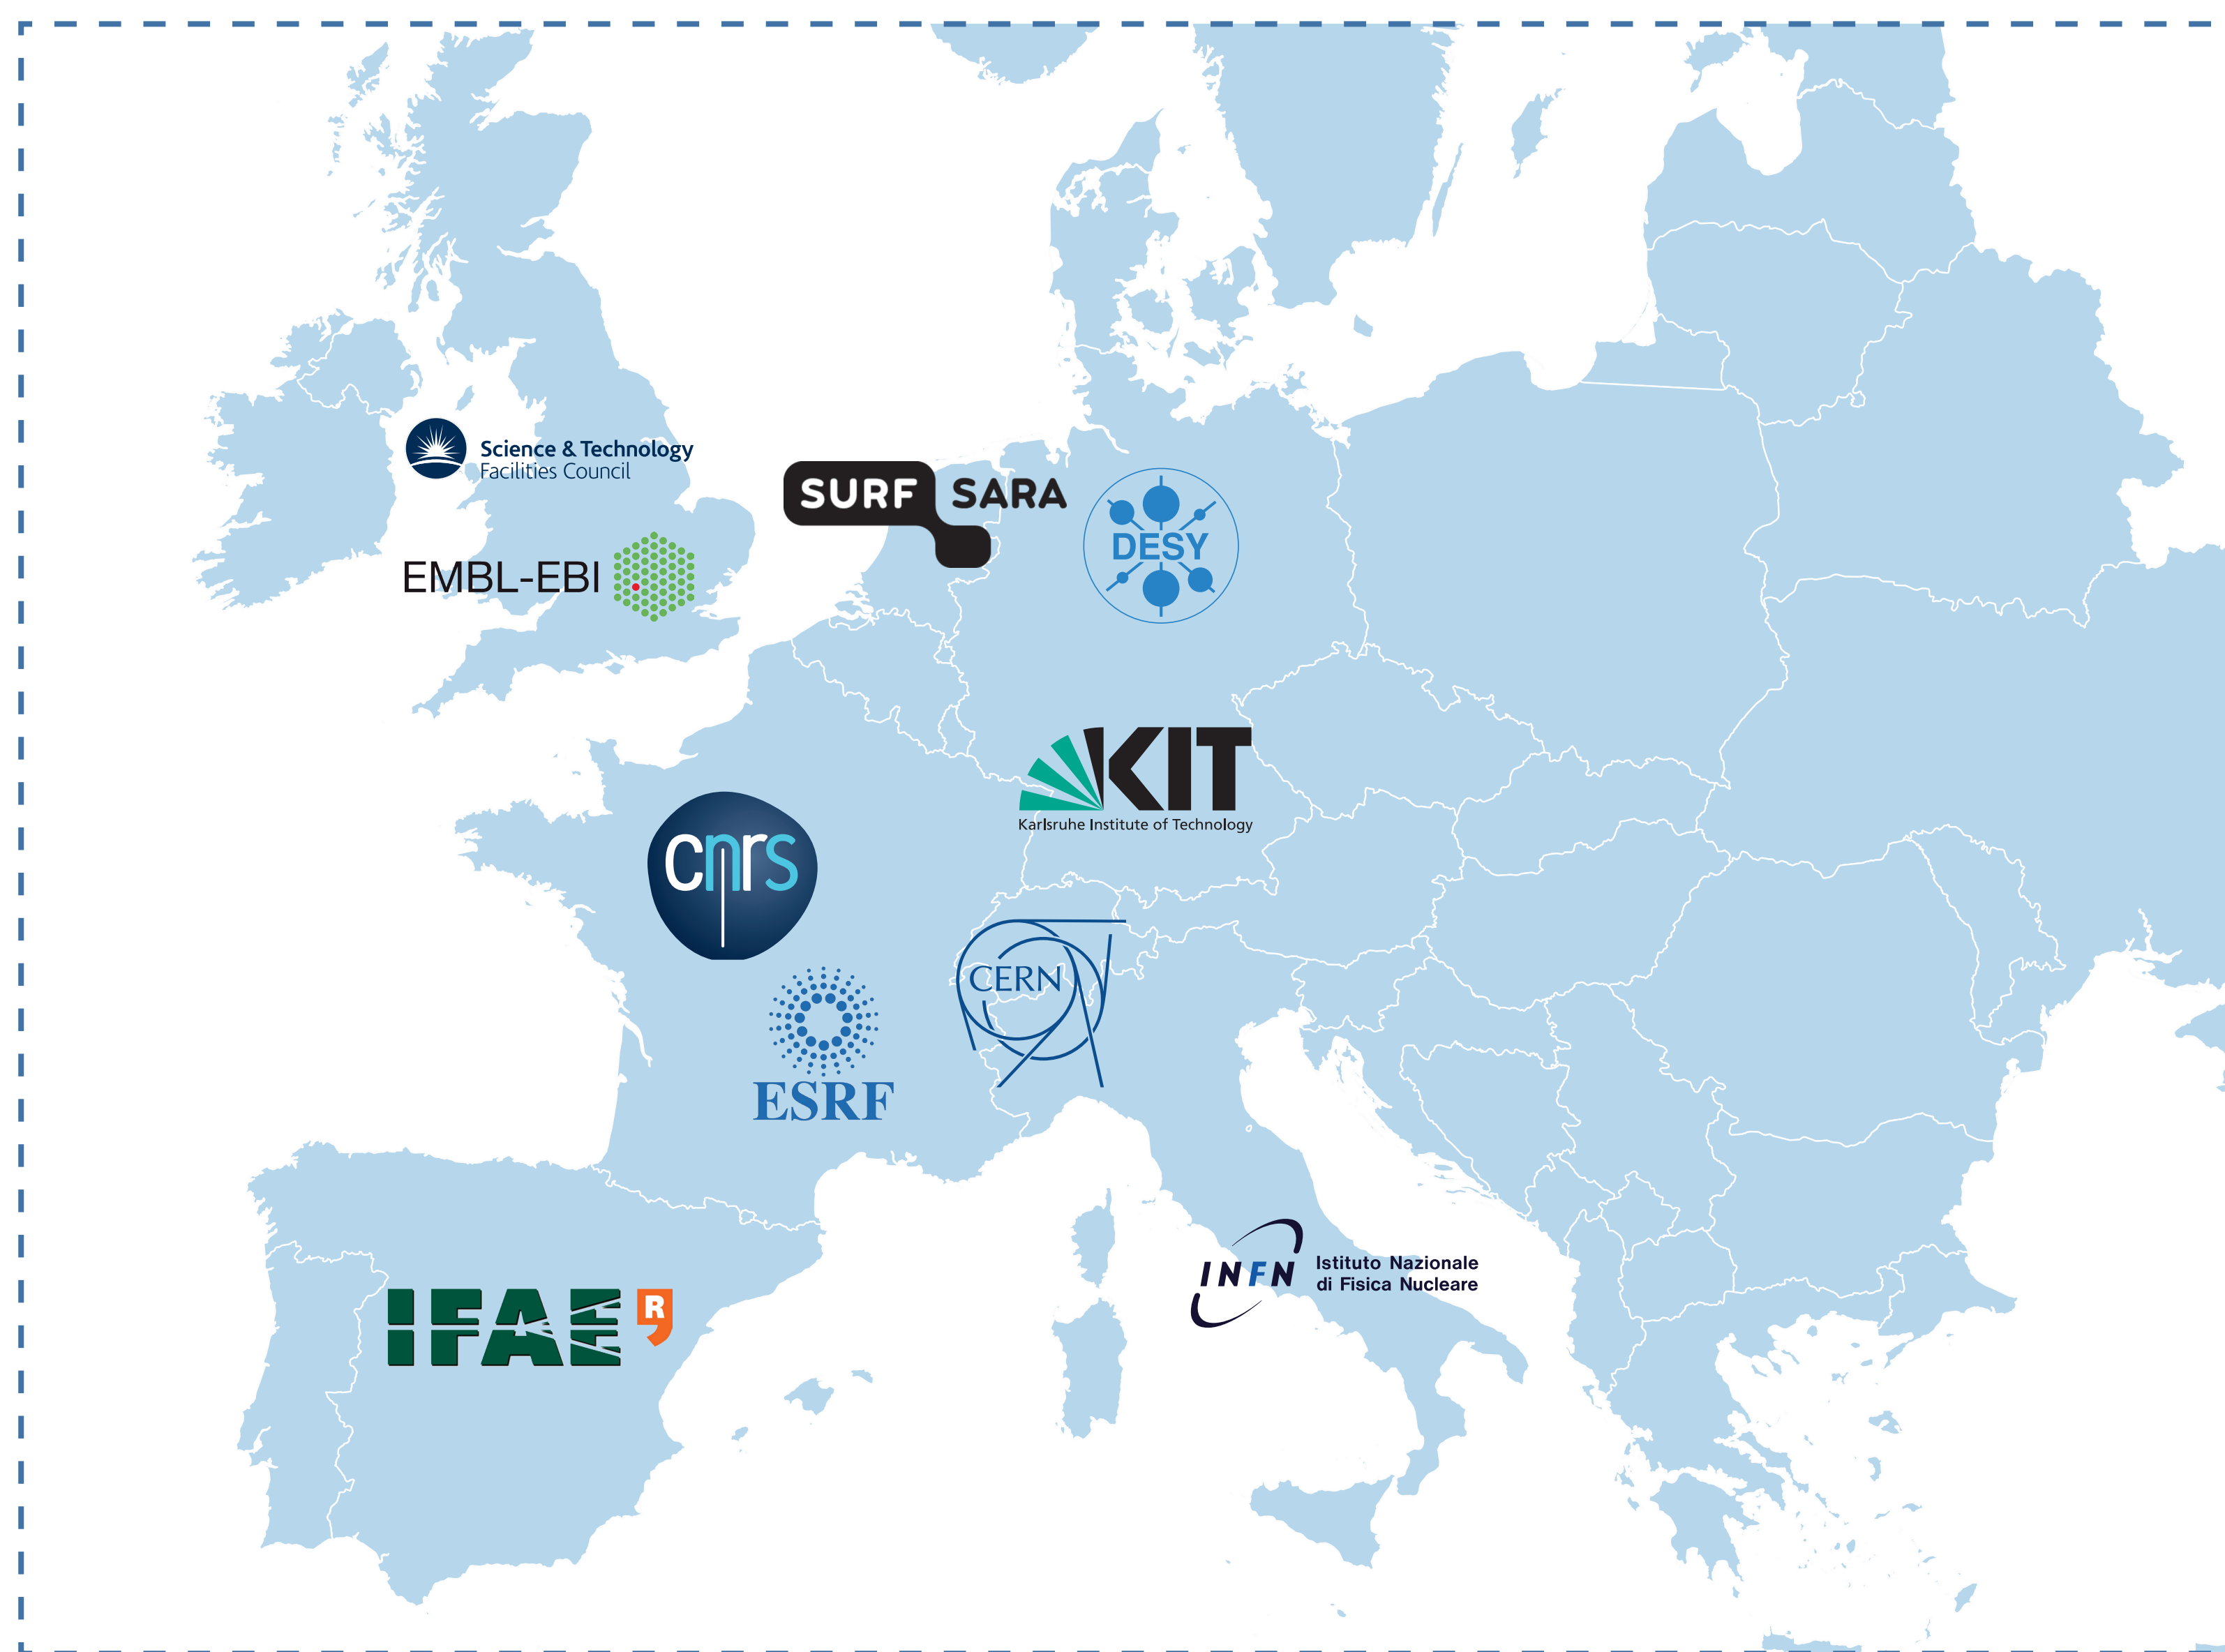 Science & Technology
Facilities Council
SURF SARA
DESY
EMBL-EBI
KIT
Karlsruhe Institute of Technology
cnrs
CERN
ESRF
INFN
Istituto Nazionale
di Fisica Nucleare
IFAE R